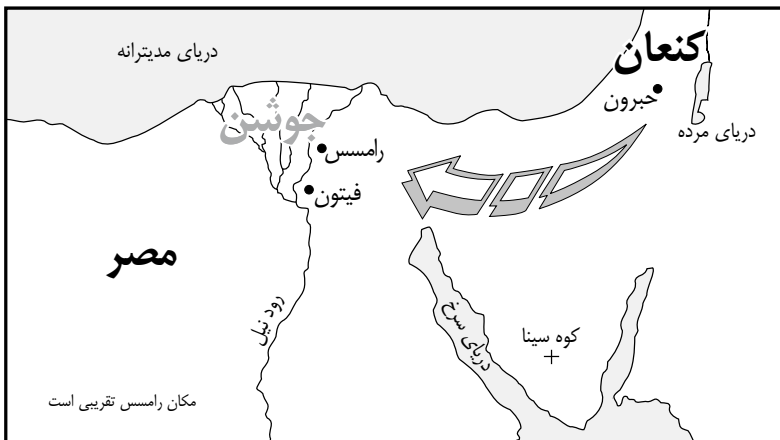 کنعان
دریای مدیترانه
حبرون
دریای مرده
جوشن
رامسس
فیتون
مصر
رود نیل
دریای سرخ
کوه سینا
مکان رامسس تقریبی است